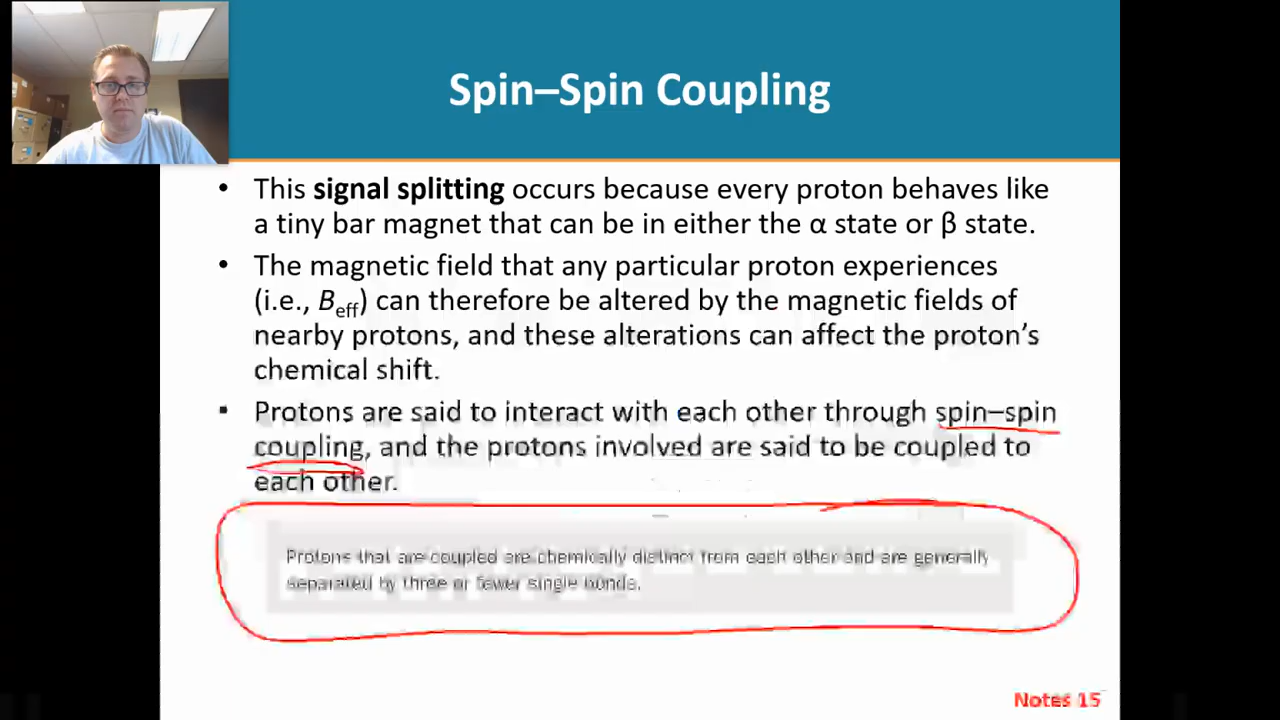 Spin–Spin Coupling
• This signal splitting occurs because every proton behaves like
a tiny bar magnet that can be in either the α state or β state.
• The magnetic field that any particular proton experiences
(i.e., Beff) can therefore be altered by the magnetic fields of
nearby protons, and these alterations can affect the proton’s
chemical shift.
▪ Protons are said to interact with each other through spin–spin
coupling, and the protons involved are said to be coupled to
each other.
Protons that are coupled are chemically distinct from each other and are generally
separated by three or fewer single bonds.
Notes 15